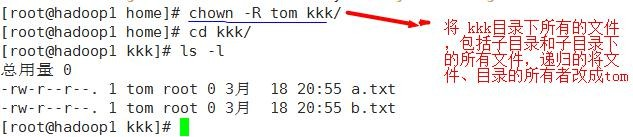 [root@hadoop1 home]# chown -R tom kkk/
[root@hadoop1 home]# cd kkk/
[root@hadoop1 kkk]# ls -l
总用量 0
-rw-r--r--. 1 tom root 0 3月  18 20:55 a.txt
-rw-r--r--. 1 tom root 0 3月  18 20:55 b.txt
[root@hadoop1 kkk]#
将 kkk目录下所有的文件
，包括子目录和子目录下
的所有文件，递归的将文
件、目录的所有者改成tom